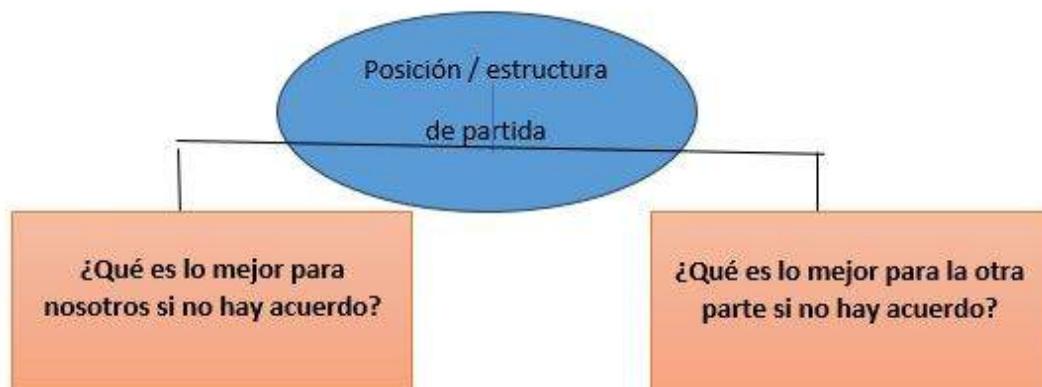 Posición / estructura
de partida
¿Qué es lo mejor para
nosotros si no hay acuerdo?
¿Qué es lo mejor para la otra
parte si no hay acuerdo?